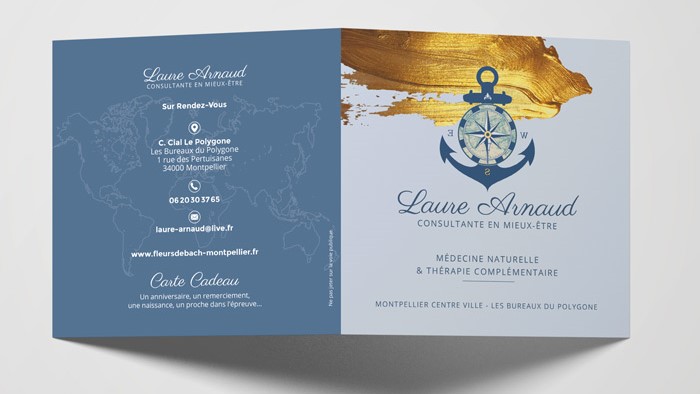 Laure Arnaud
CONSULTANTE EN MIEUX-ÊTRE
Sur Rendez-Vous
C. Cial Le Polygone
Les Bureaux du Polygone
1 rue des Pertuisanes
34000 Montpellier
06 20 30 37 65
laure-arnaud@live.fr
www.fleursdebach-montpellier.fr
Carte Cadeau
Un anniversaire, un remerciement,
une naissance, un proche dans l'épreuve...
Ne pas jeter sur la voie publique.
E W
S
Laure Arnaud
CONSULTANTE EN MIEUX-ÊTRE
MÉDECINE NATURELLE
& THÉRAPIE COMPLÉMENTAIRE
MONTPELLIER CENTRE VILLE - LES BUREAUX DU POLYGONE